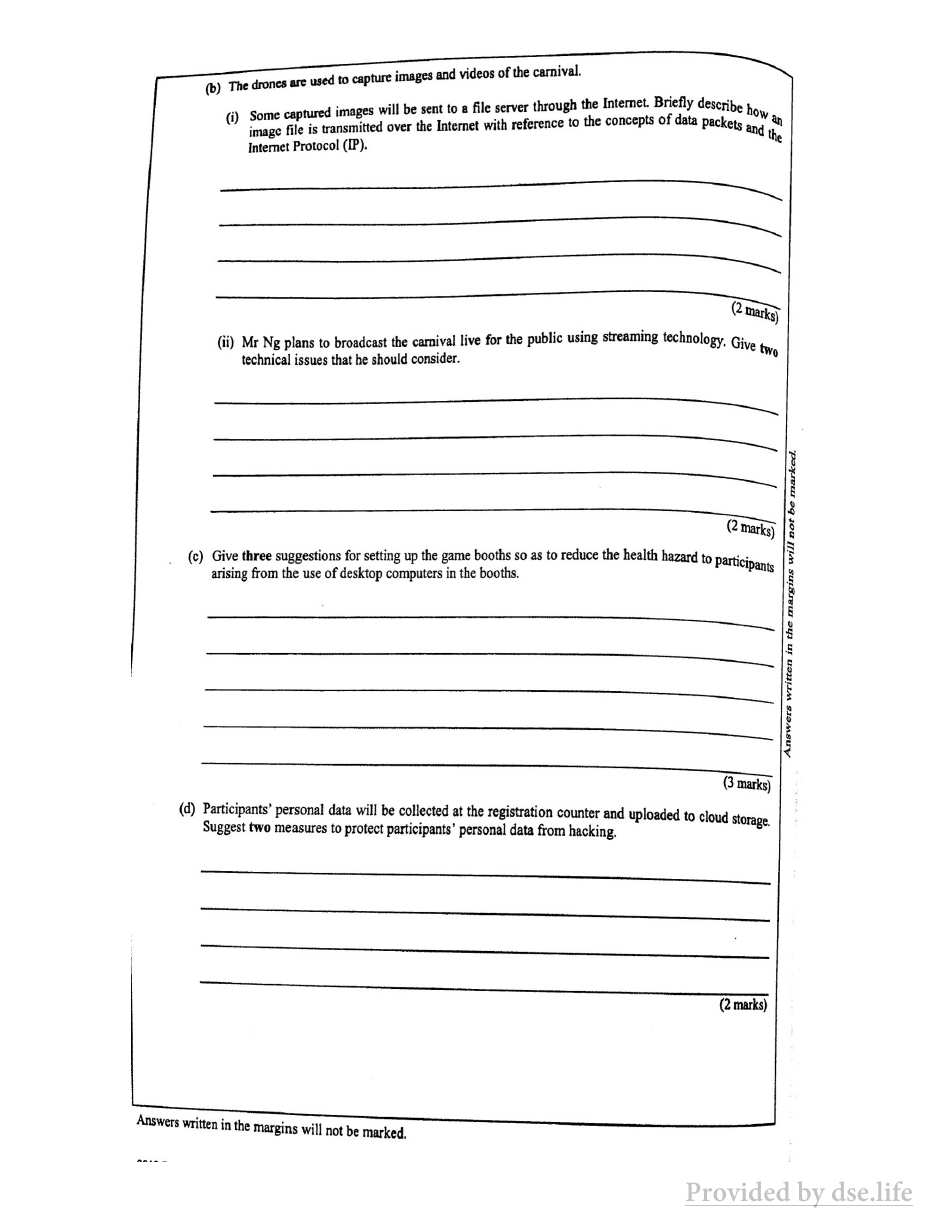 (b) The drones are used to capture images and videos of the carnival.
(i) Some captured images will be sent to a file server through the Internet. Briefly describe how an
image file is transmitted over the Internet with reference to the concepts of data packets and the
Internet Protocol (IP).
(2 marks)
(ii) Mr Ng plans to broadcast the carnival live for the public using streaming technology. Give two
technical issues that he should consider.
(2 marks)
(c) Give three suggestions for setting up the game booths so as to reduce the health hazard to participants
arising from the use of desktop computers in the booths.
(3 marks)
(d) Participants' personal data will be collected at the registration counter and uploaded to cloud storage.
Suggest two measures to protect participants' personal data from hacking.
(2 marks)
Answers written in the margins will not be marked.
Answers written in the margins will not be marked.
Provided by dse.life